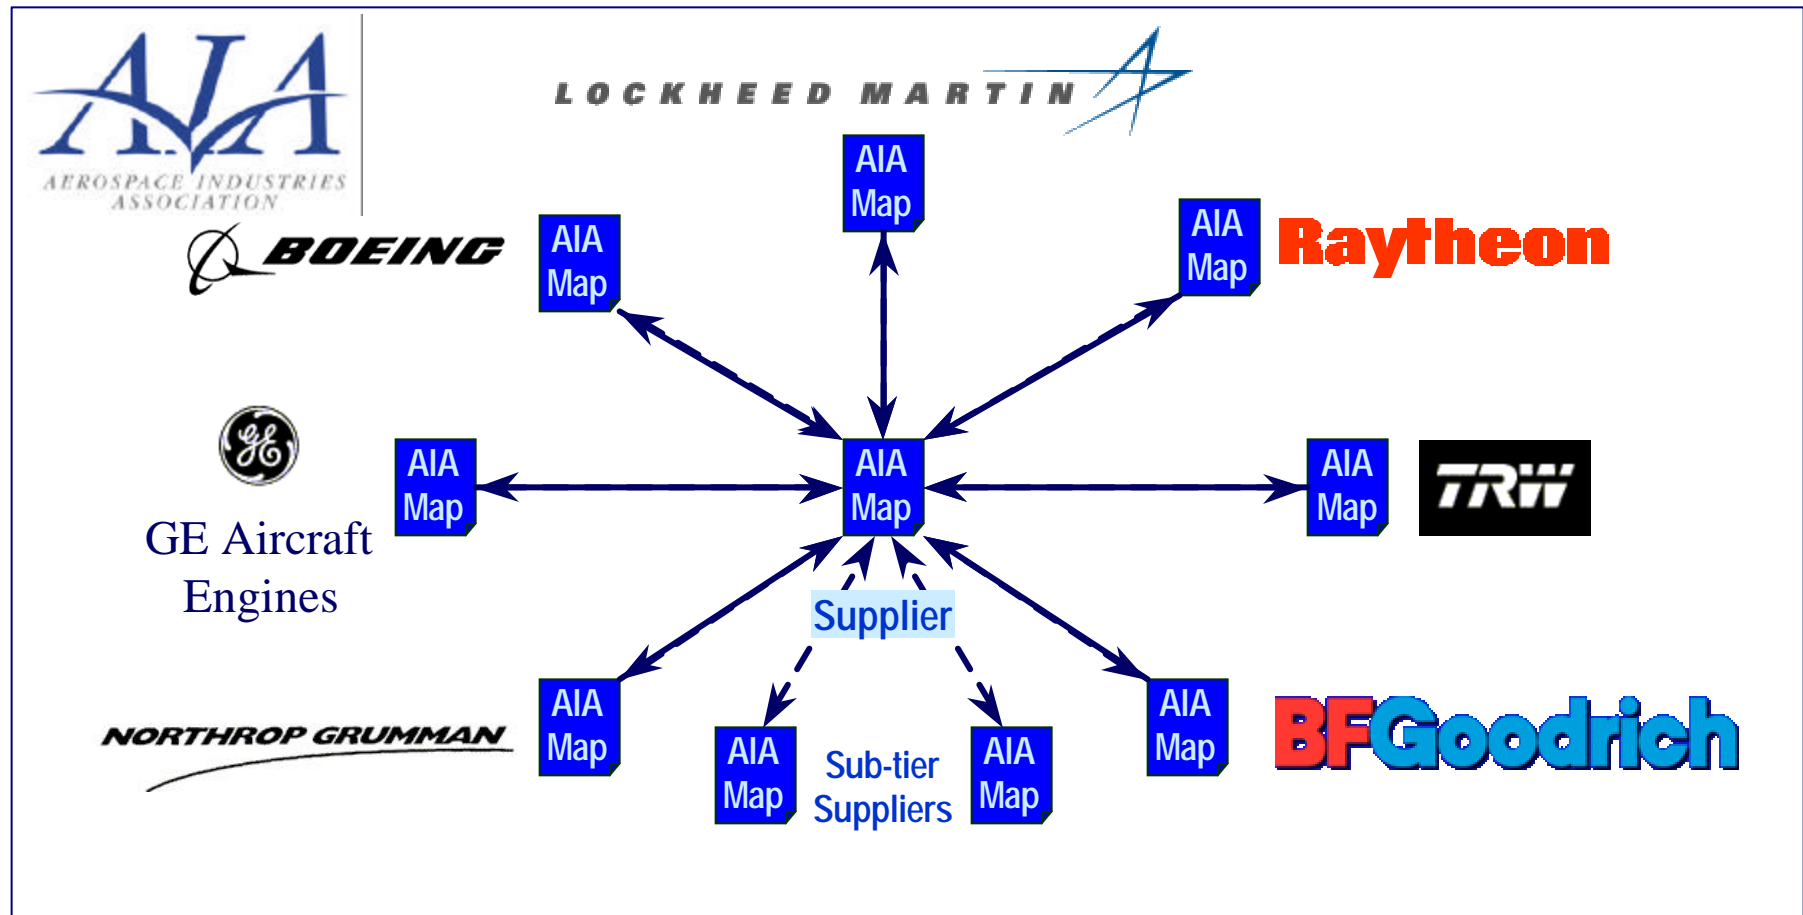 AIA
AEROSPACE INDUSTRIES
ASSOCIATION
LOCKHEED MARTIN
AIA
Map
BOEING
AIA
Map
AIA
Map
Raytheon
GE
GE Aircraft
Engines
AIA
Map
AIA
Map
AIA
Map
TRW
Supplier
NORTHROP GRUMMAN
AIA
Map
AIA
Map
Sub-tier
Suppliers
AIA
Map
AIA
Map
BFGoodrich